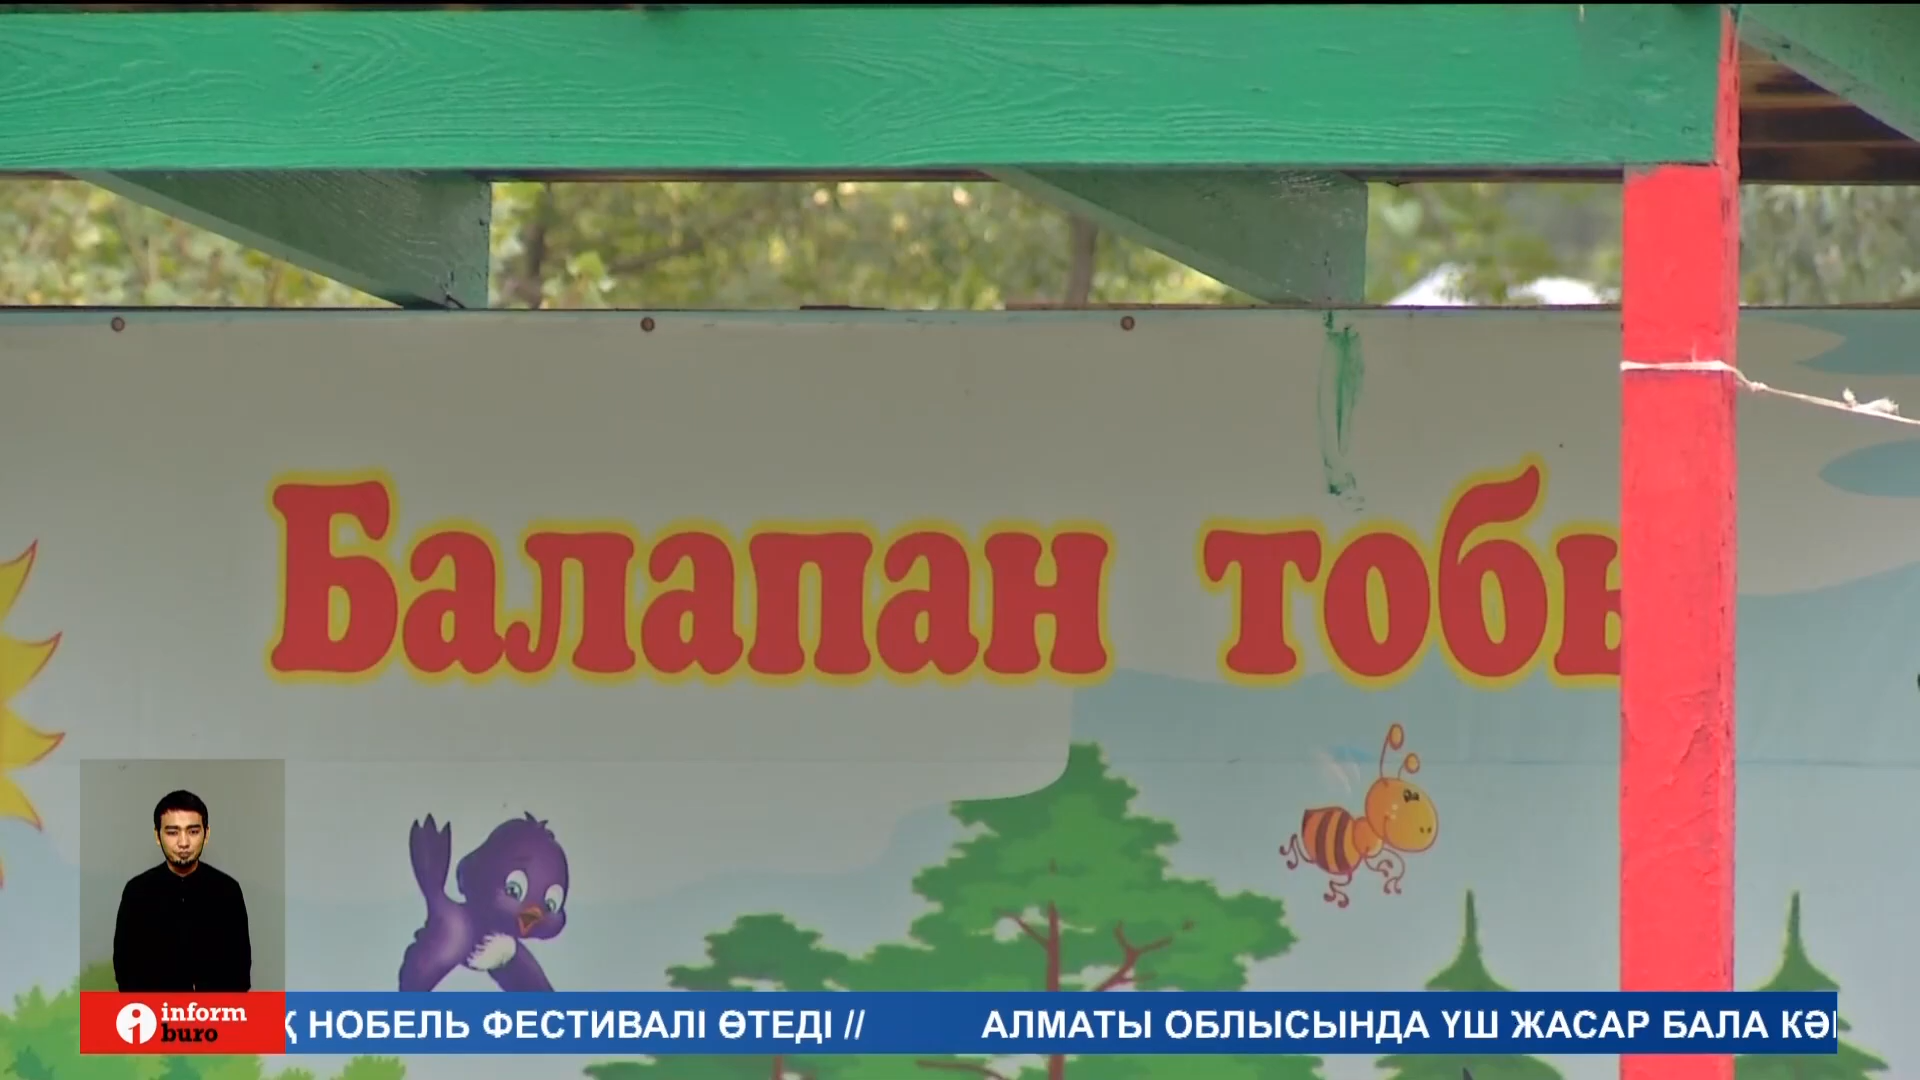 Балапан тобы
inform
buro
Қ НОБЕЛЬ ФЕСТИВАЛІ ӨТЕДІ // АЛМАТЫ ОБЛЫСЫНДА ҮШ ЖАСАР БАЛА